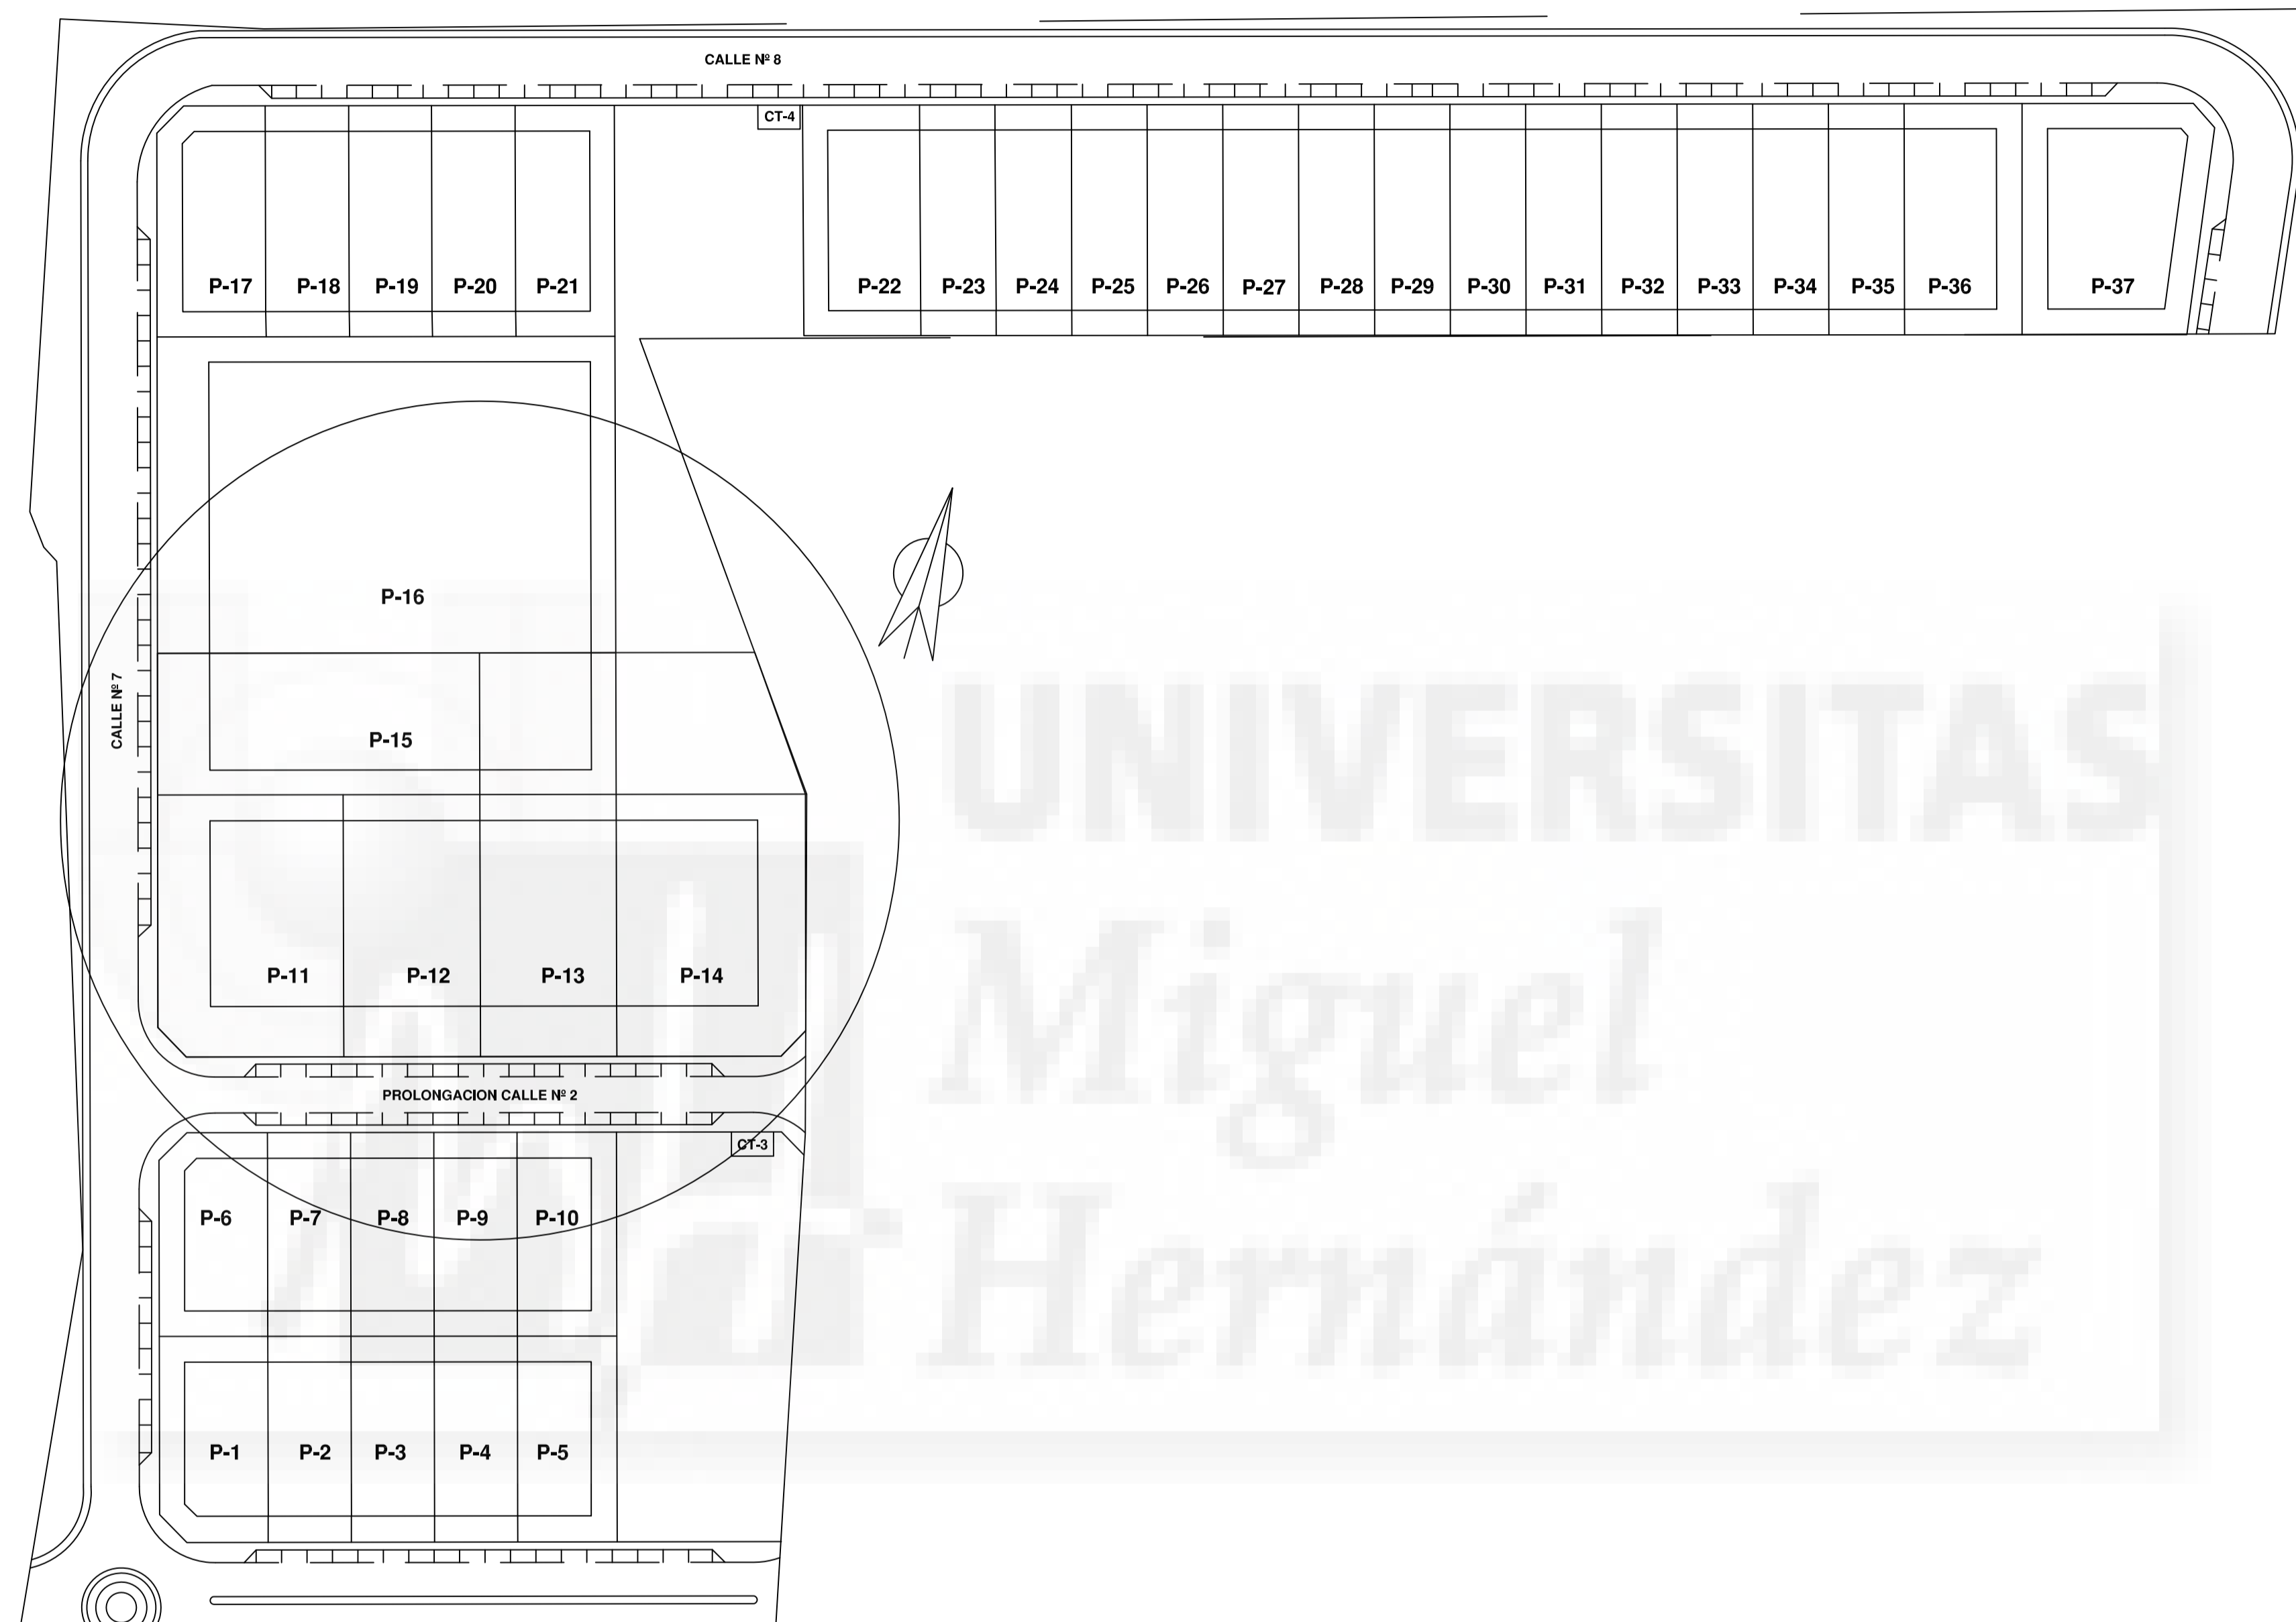 CALLE Nº 8
CT-4
P-17 P-18 P-19 P-20 P-21 P-22 P-23 P-24 P-25 P-26 P-27 P-28 P-29 P-30 P-31 P-32 P-33 P-34 P-35 P-36 P-37
P-16
CALLE Nº 7
P-15
P-11 P-12 P-13 P-14
PROLONGACION CALLE Nº 2
CT-3
P-6 P-7 P-8 P-9 P-10
P-1 P-2 P-3 P-4 P-5
UNIVERSITAS
Miguel
Hernández